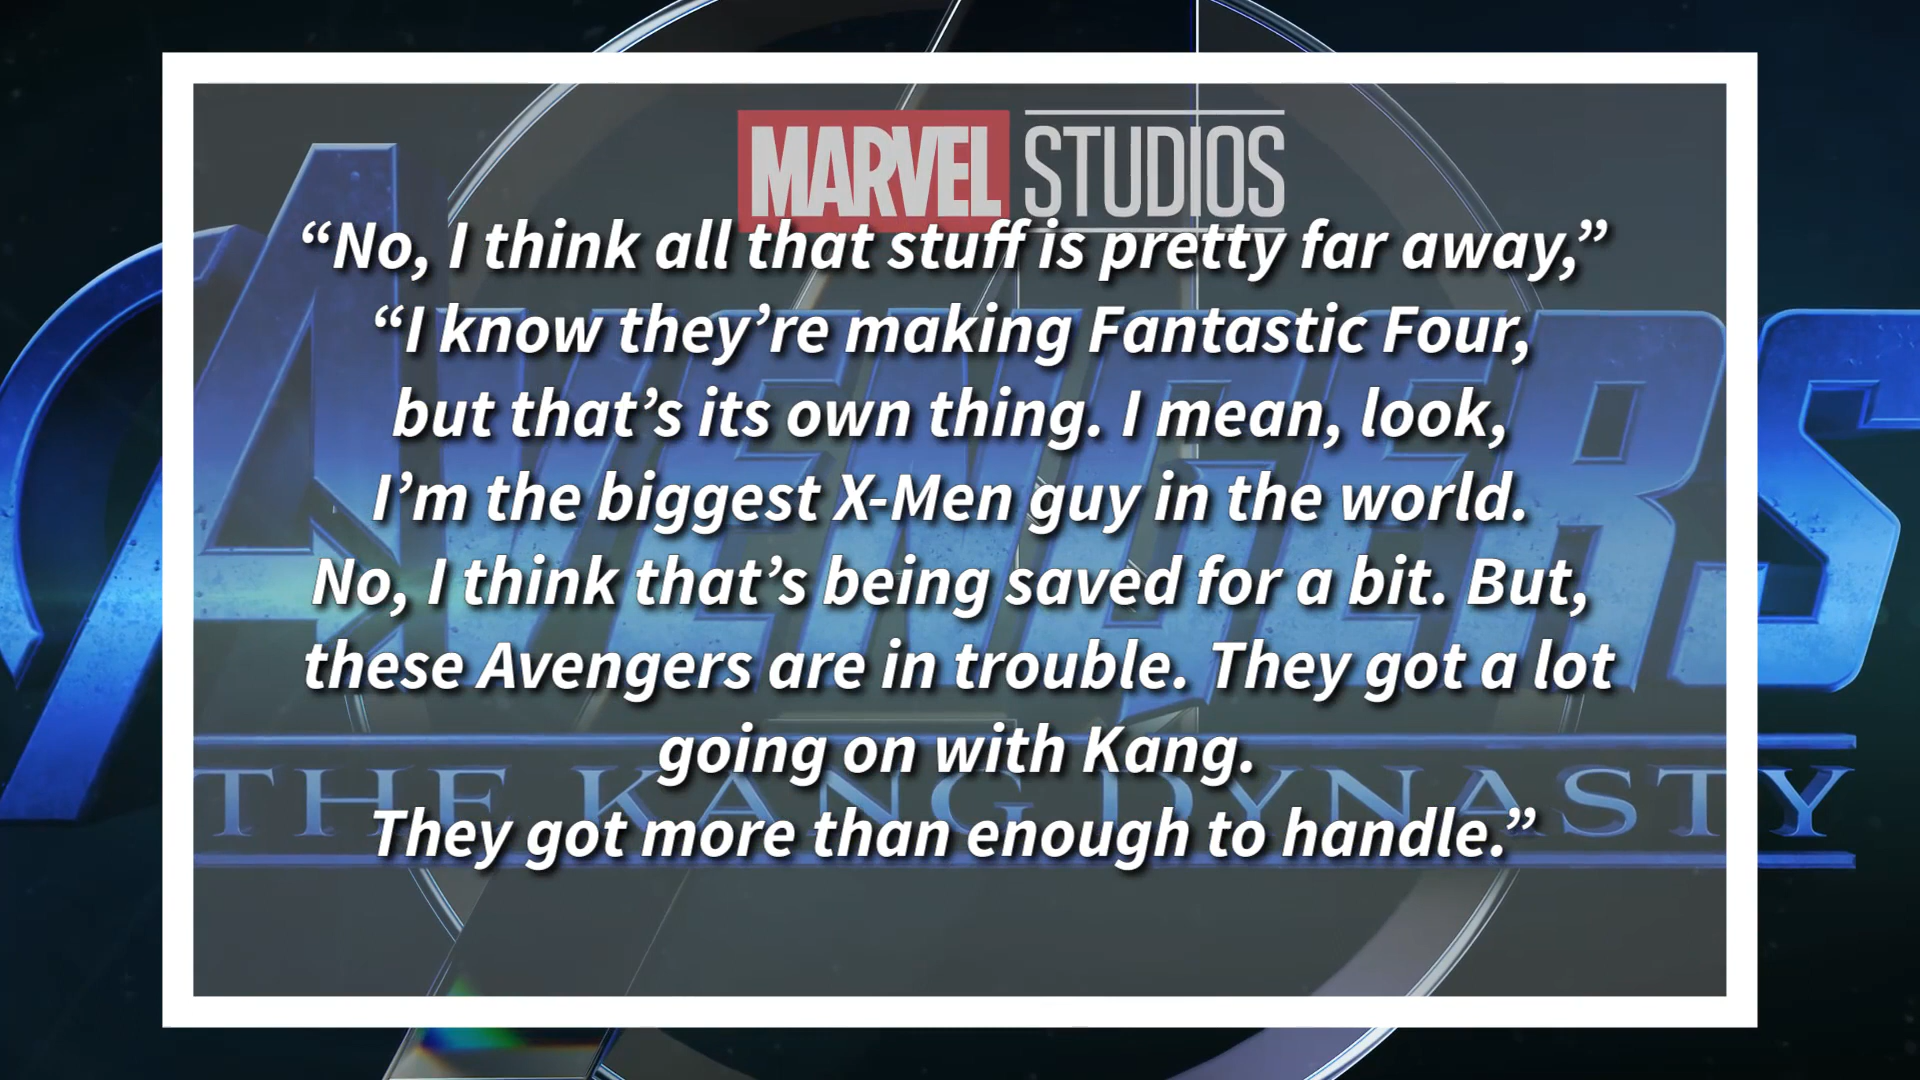 MARVEL STUDIOS
“No, I think all that stuff is pretty far away,”
“I know they’re making Fantastic Four,
but that’s its own thing. I mean, look,
I’m the biggest X-Men guy in the world.
No, I think that’s being saved for a bit. But,
these Avengers are in trouble. They got a lot
going on with Kang.
They got more than enough to handle.”
AVENGERS
THE KANG DYNASTY